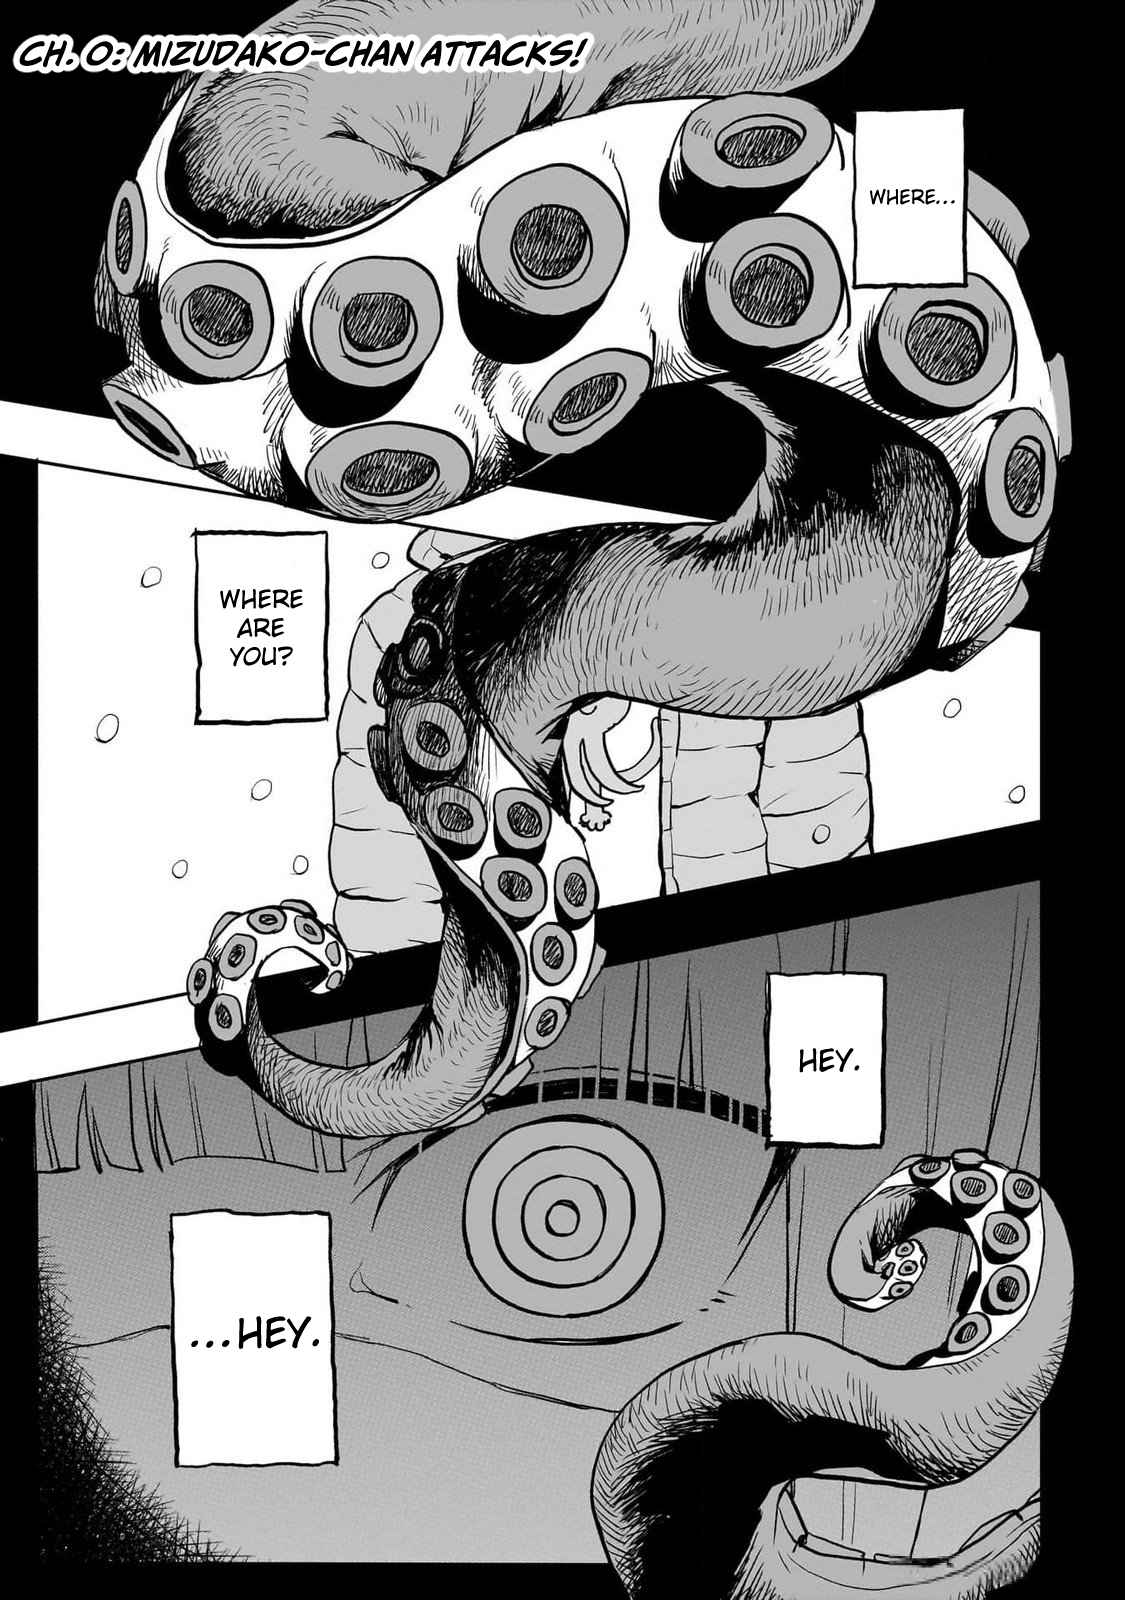 CH. 0: MIZUDAKO-CHAN ATTACKS!
WHERE...
WHERE
ARE
YOU?
HEY.
...HEY.